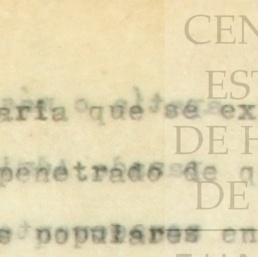 CEN
EST
aría que se ex
DE H
penetrado de q
DE
s populares en